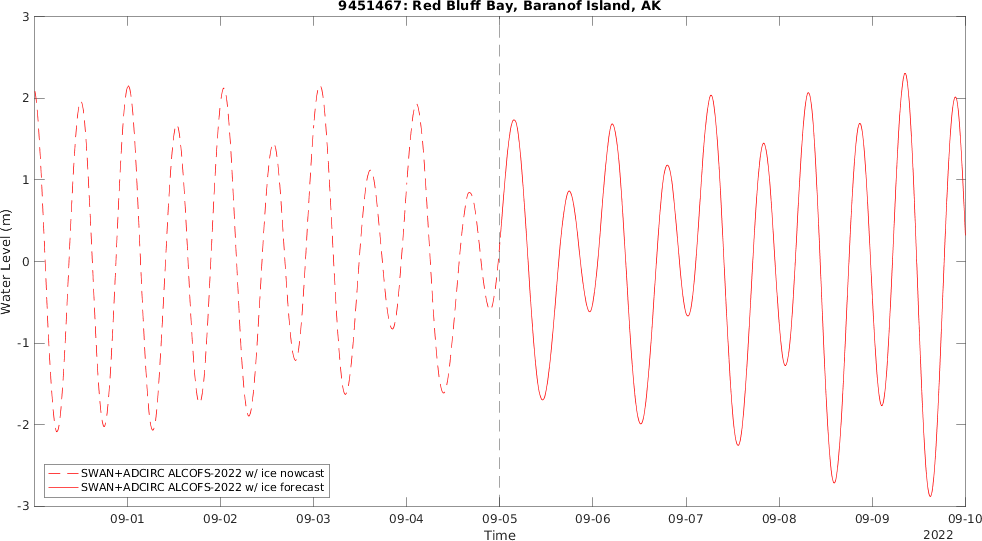 9451467: Red Bluff Bay, Baranof Island, AK
Water Level (m)
3
2
1
0
-1
-2
-3
SWAN+ADCIRC ALCOFS-2022 w/ ice nowcast
SWAN+ADCIRC ALCOFS-2022 w/ ice forecast
09-01 09-02 09-03 09-04 09-05 09-06 09-07 09-08 09-09 09-10
Time
2022